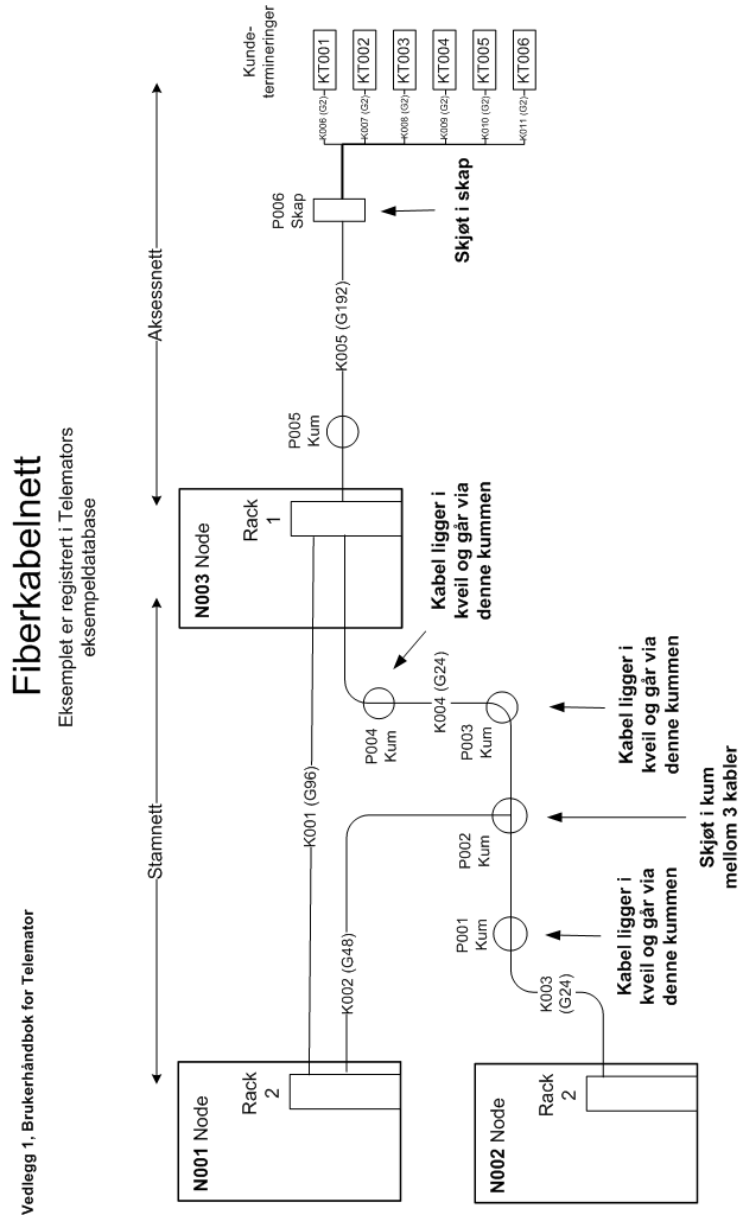 Vedlegg 1, Brukerhåndbok for Telemator
Fiberkabelnett
Eksemplet er registrert i Telemators
eksempeldatabase
Stamnett
Aksessnett
N001 Node
Rack
2
K001 (G96)
K002 (G48)
N003 Node
Rack
1
P005
Kum
K005 (G192)
P006
Skap
Skjøt i skap
Kunde-
termineringer
K006 (G2)
KT001
K007 (G2)
KT002
K008 (G2)
KT003
K009 (G2)
KT004
K010 (G2)
KT005
K011 (G2)
KT006
P004
Kum
Kabel ligger i
kveil og går via
denne kummen
K004 (G24)
P003
Kum
Kabel ligger i
kveil og går via
denne kummen
P002
Kum
Skjøt i kum
mellom 3 kabler
P001
Kum
Kabel ligger i
kveil og går via
denne kummen
K003
(G24)
N002 Node
Rack
2